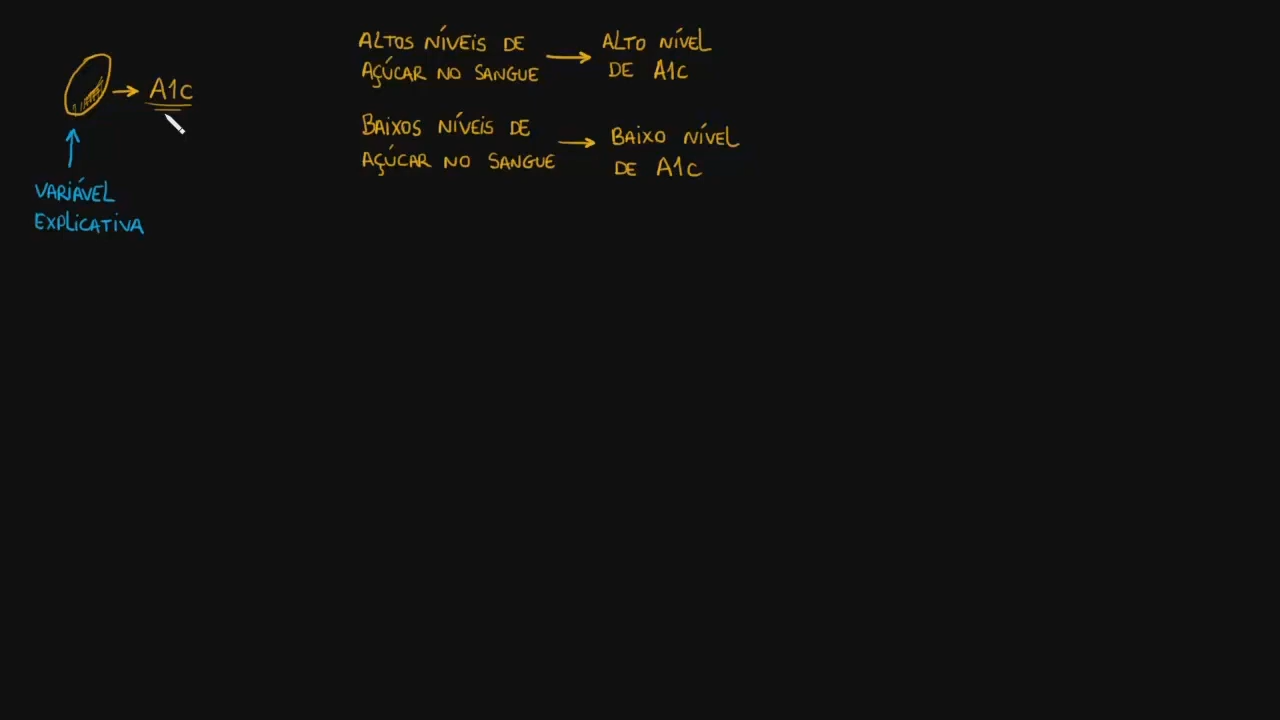 A1c
VARIÁVEL
EXPLICATIVA
ALTOS NÍVEIS DE
AÇÚCAR NO SANGUE
ALTO NÍVEL
DE A1c
BAIXOS NÍVEIS DE
AÇÚCAR NO SANGUE
BAIXO NÍVEL
DE A1c